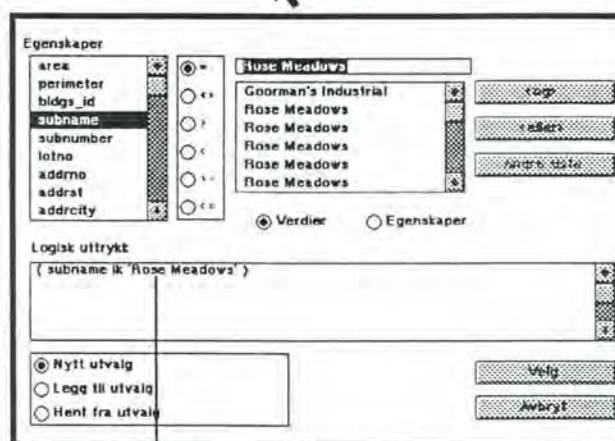 Egenskaper
area
perimeter
bldgs_id
subname
subnumber
lotno
addrno
addrst
addrcity
=
<>
>
<
Rose Meadows
Goorman's Industrial
Rose Meadows
Rose Meadows
Rose Meadows
Rose Meadows
Rose Meadows
Verdier
Egenskaper
Logisk uttrykk
( subname lk 'Rose Meadows' )
Nytt utvalg
Legg til utvalg
Hent fra utvalg
Velg
Avbryt